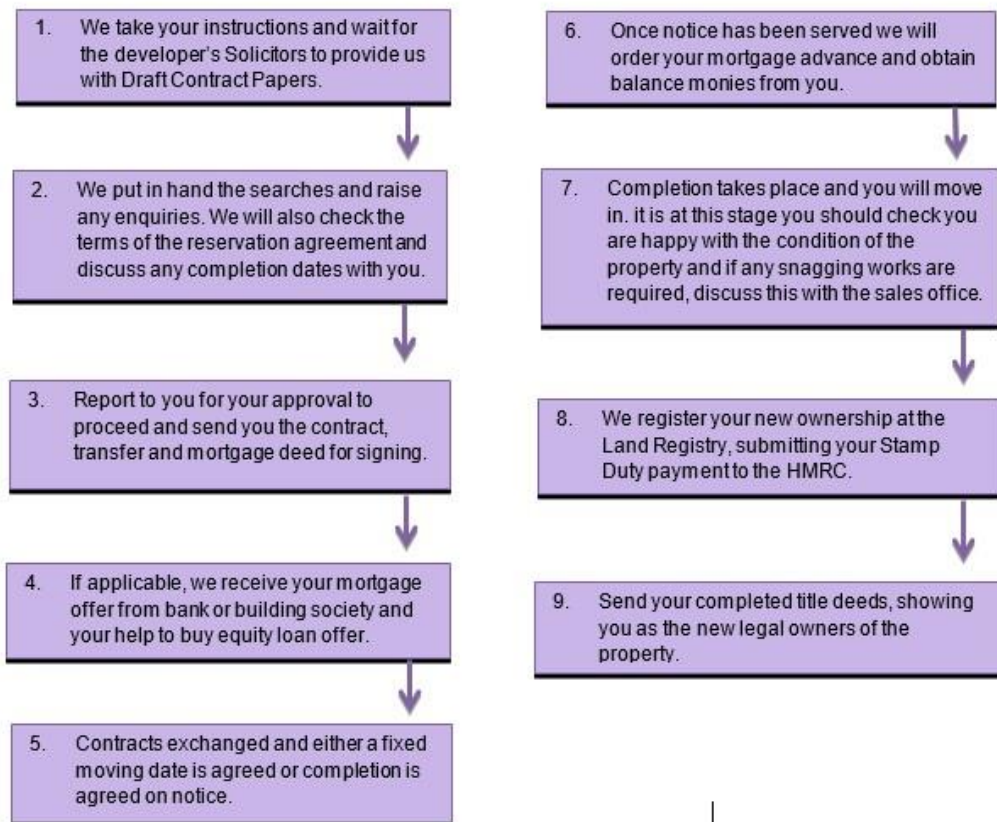 1. We take your instructions and wait for
the developer's Solicitors to provide us
with Draft Contract Papers.
2. We put in hand the searches and raise
any enquiries. We will also check the
terms of the reservation agreement and
discuss any completion dates with you.
3. Report to you for your approval to
proceed and send you the contract,
transfer and mortgage deed for signing.
4. If applicable, we receive your mortgage
offer from bank or building society and
your help to buy equity loan offer.
5. Contracts exchanged and either a fixed
moving date is agreed or completion is
agreed on notice.
6. Once notice has been served we will
order your mortgage advance and obtain
balance monies from you.
7. Completion takes place and you will move
in. it is at this stage you should check you
are happy with the condition of the
property and if any snagging works are
required, discuss this with the sales office.
8. We register your new ownership at the
Land Registry, submitting your Stamp
Duty payment to the HMRC.
9. Send your completed title deeds, showing
you as the new legal owners of the
property.